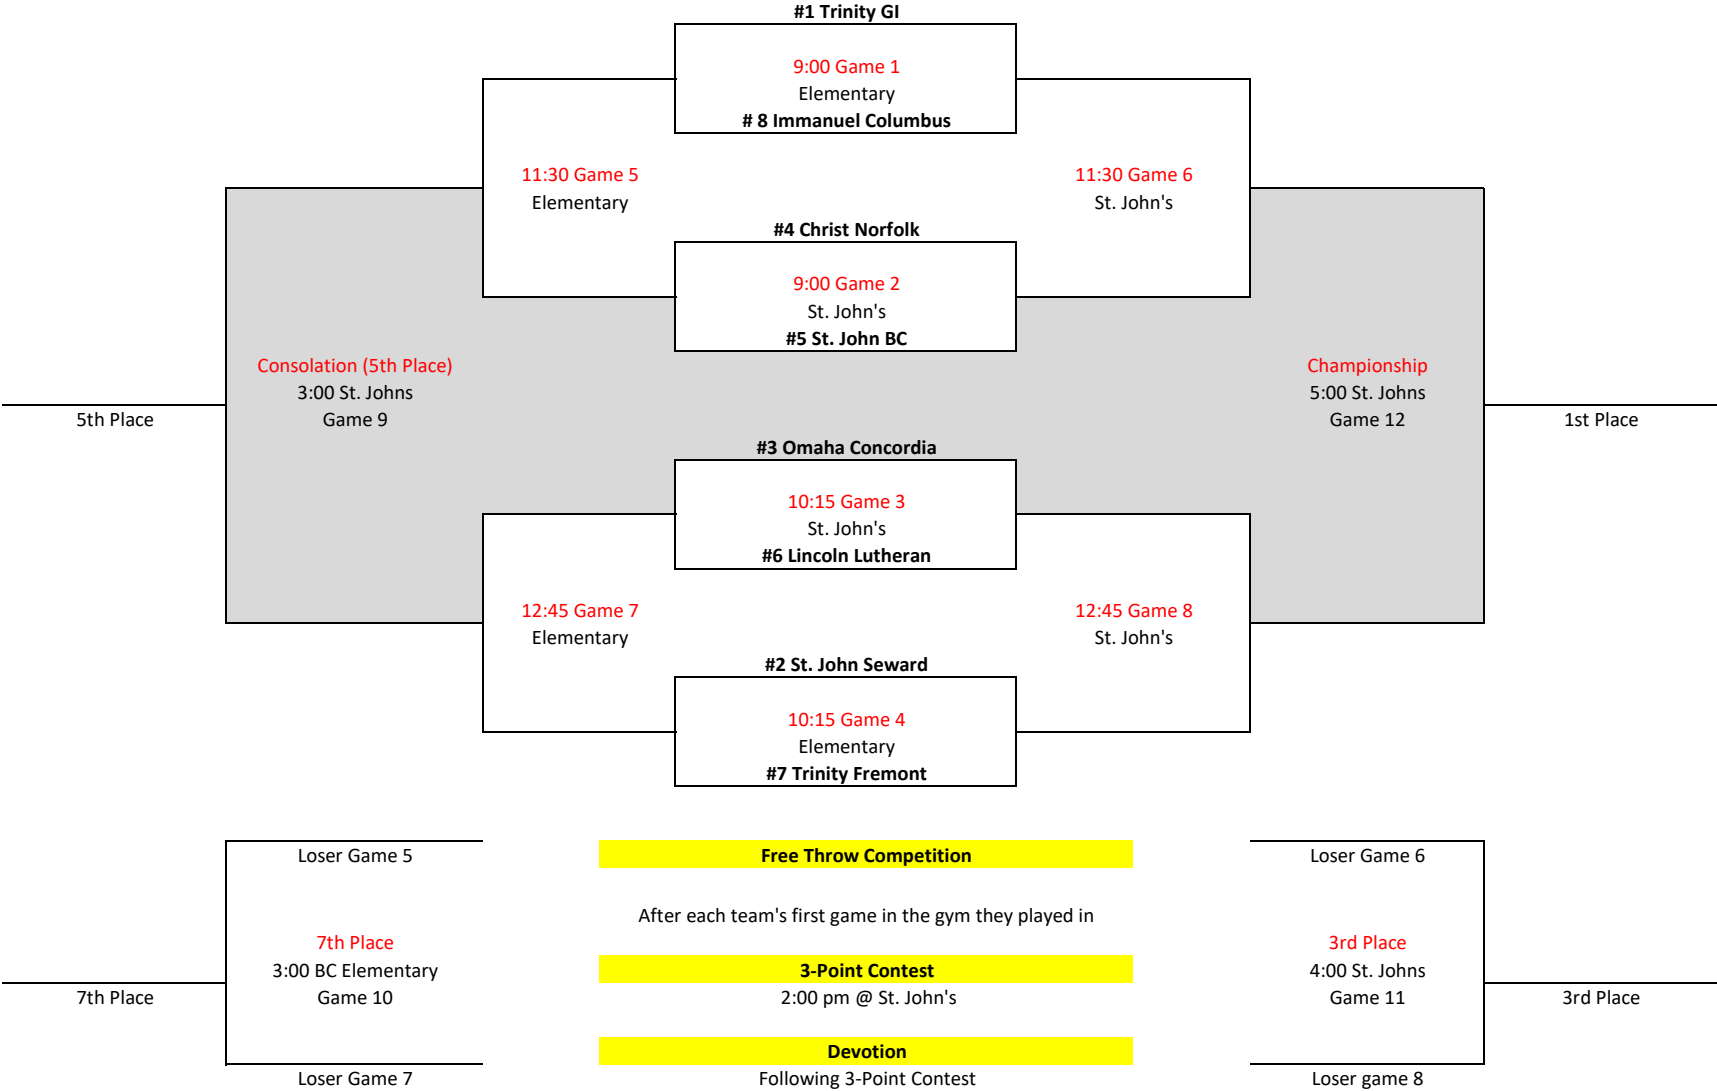 #1 Trinity GI
9:00 Game 1
Elementary
# 8 Immanuel Columbus
11:30 Game 5
Elementary
11:30 Game 6
St. John's
#4 Christ Norfolk
9:00 Game 2
St. John's
#5 St. John BC
Consolation (5th Place)
3:00 St. Johns
Game 9
5th Place
Championship
5:00 St. Johns
Game 12
1st Place
#3 Omaha Concordia
10:15 Game 3
St. John's
#6 Lincoln Lutheran
12:45 Game 7
Elementary
12:45 Game 8
St. John's
#2 St. John Seward
10:15 Game 4
Elementary
#7 Trinity Fremont
Loser Game 5
7th Place
3:00 BC Elementary
Game 10
7th Place
Loser Game 7
Free Throw Competition
After each team's first game in the gym they played in
3-Point Contest
2:00 pm @ St. John's
Devotion
Following 3-Point Contest
Loser Game 6
3rd Place
4:00 St. Johns
Game 11
3rd Place
Loser game 8